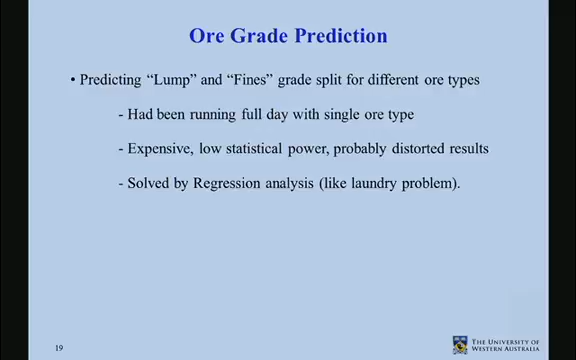 Ore Grade Prediction
• Predicting “Lump” and “Fines” grade split for different ore types
- Had been running full day with single ore type
- Expensive, low statistical power, probably distorted results
- Solved by Regression analysis (like laundry problem).
19
THE UNIVERSITY OF
WESTERN AUSTRALIA